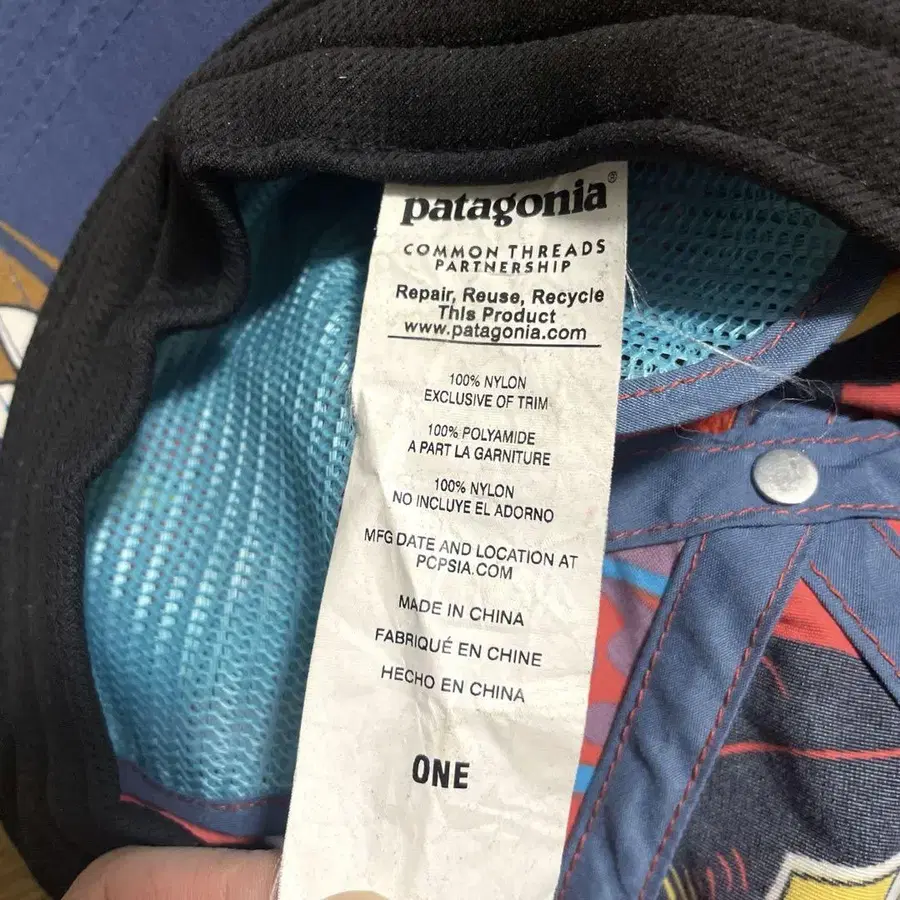 patagonia®
COMMON THREADS
PARTNERSHIP
Repair, Reuse, Recycle
This Product
www.patagonia.com
100% NYLON
EXCLUSIVE OF TRIM
100% POLYAMIDE
A PART LA GARNITURE
100% NYLON
NO INCLUYE EL ADORNO
MFG DATE AND LOCATION AT
PCPSIA.COM
MADE IN CHINA
FABRIQUÉ EN CHINE
HECHO EN CHINA
ONE